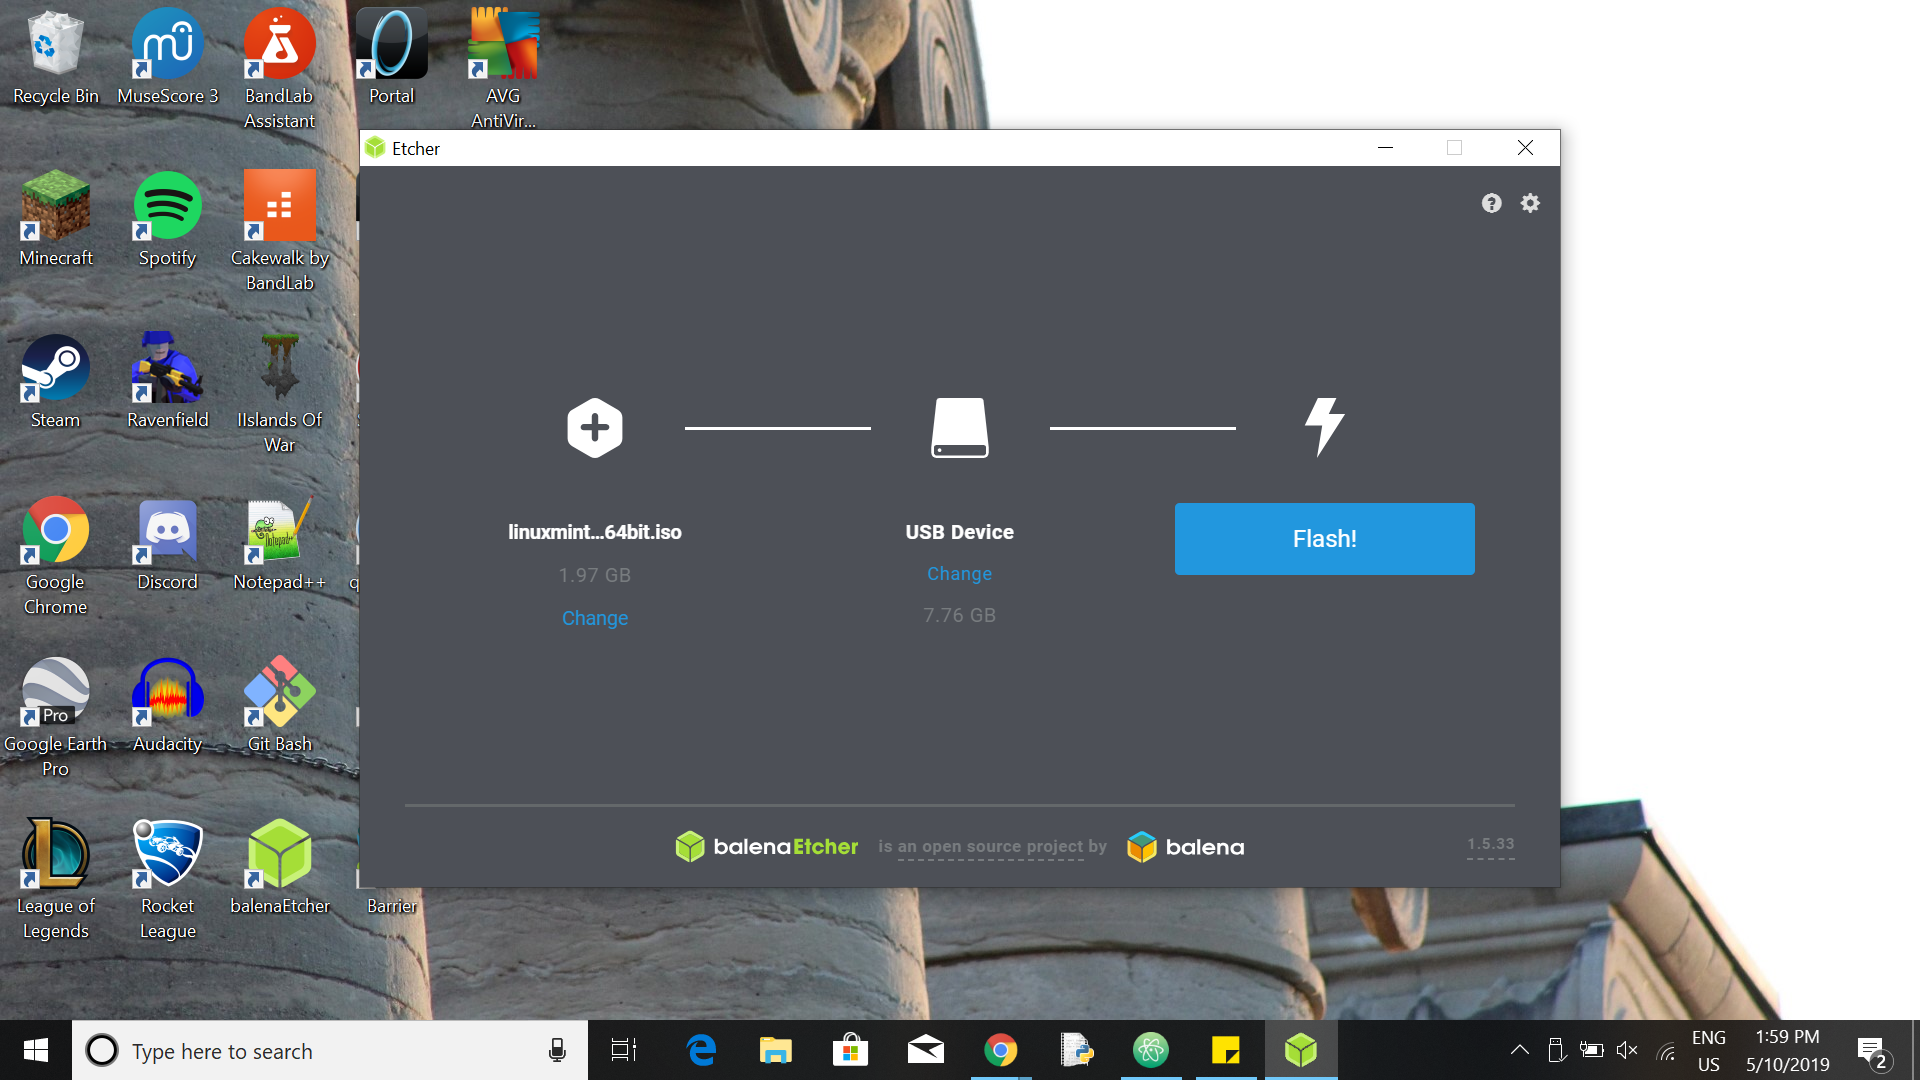 Recycle Bin
MuseScore 3
BandLab
Assistant
Portal
AVG
AntiVir...
Minecraft
Spotify
Cakewalk by
BandLab
Steam
Ravenfield
IIslands Of
War
Google
Chrome
Discord
Notepad++
q
Pro
Google Earth
Pro
Audacity
Git Bash
League of
Legends
Rocket
League
balenaEtcher
Barrier
Etcher
linuxmint...64bit.iso
1.97 GB
Change
USB Device
Change
7.76 GB
Flash!
balenaEtcher is an open source project by balena
1.5.33
Type here to search
ENG
US
1:59 PM
5/10/2019
2